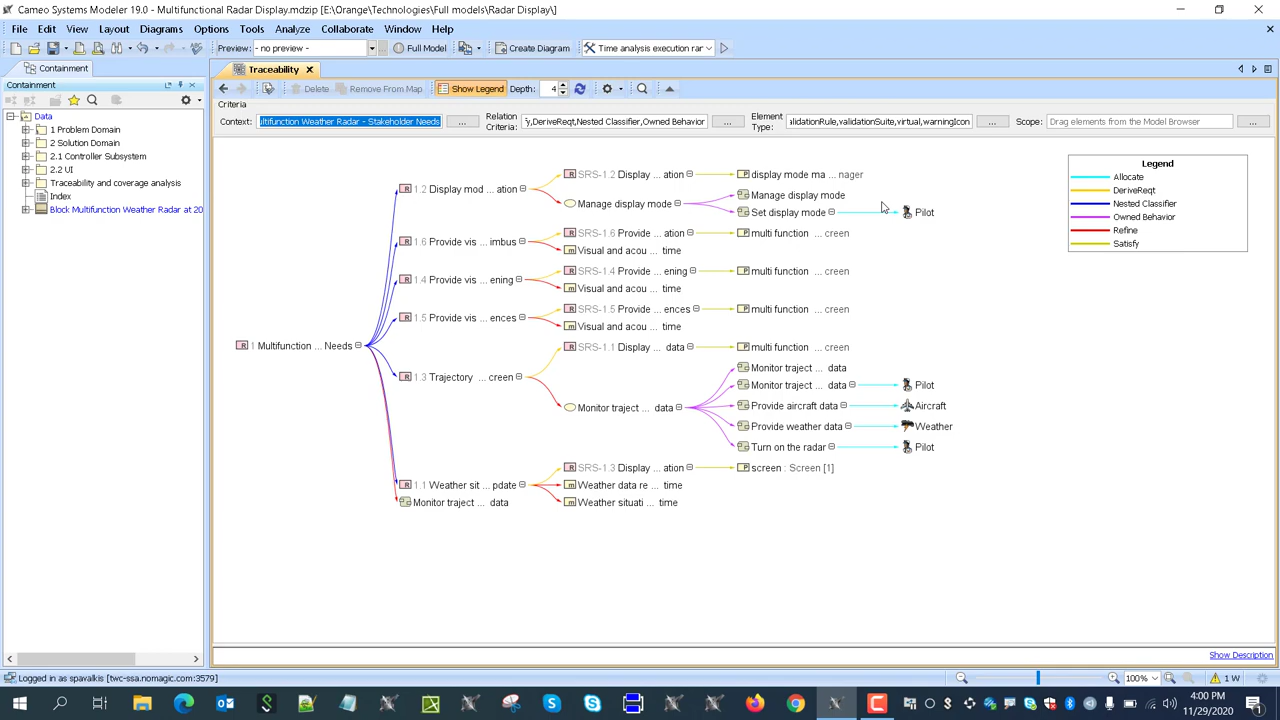 Cameo Systems Modeler 19.0 - Multifunctional Radar Display.mdzip [E:\Orange\Technologies\Full models\Radar Display\]
File Edit View Layout Diagrams Options Tools Analyze Collaborate Window Help
Preview: - no preview - ... Full Model Create Diagram Time analysis execution rar
Containment
Containment
Data
1 Problem Domain
2 Solution Domain
2.1 Controller Subsystem
2.2 UI
Traceability and coverage analysis
Index
Block Multifunction Weather Radar at 20
Traceability
Delete Remove From Map Show Legend Depth: 4
Criteria
Context: ultifunction Weather Radar - Stakeholder Needs ... Relation Criteria: y,DeriveReqt,Nested Classifier,Owned Behavior ... Element Type: alidationRule,validationSuite,virtual,warningIcon ... Scope: Drag elements from the Model Browser ...
Legend
Allocate
DeriveReqt
Nested Classifier
Owned Behavior
Refine
Satisfy
SRS-1.2 Display ... ation display mode ma ... nager
1.2 Display mod ... ation
Manage display mode
Manage display mode
Set display mode Pilot
1.6 Provide vis ... imbus
SRS-1.6 Provide ... ation multi function ... creen
Visual and acou ... time
1.4 Provide vis ... ening
SRS-1.4 Provide ... ening multi function ... creen
Visual and acou ... time
1.5 Provide vis ... ences
SRS-1.5 Provide ... ences multi function ... creen
Visual and acou ... time
1 Multifunction ... Needs
SRS-1.1 Display ... data multi function ... creen
1.3 Trajectory ... creen
Monitor traject ... data
Monitor traject ... data
Monitor traject ... data Pilot
Provide aircraft data Aircraft
Provide weather data Weather
Turn on the radar Pilot
SRS-1.3 Display ... ation screen : Screen [1]
1.1 Weather sit ... pdate
Weather data re ... time
Monitor traject ... data
Weather situati ... time
Show Description
Logged in as spavalkis [twc-ssa.nomagic.com:3579] 100% 1 W
4:00 PM
11/29/2020